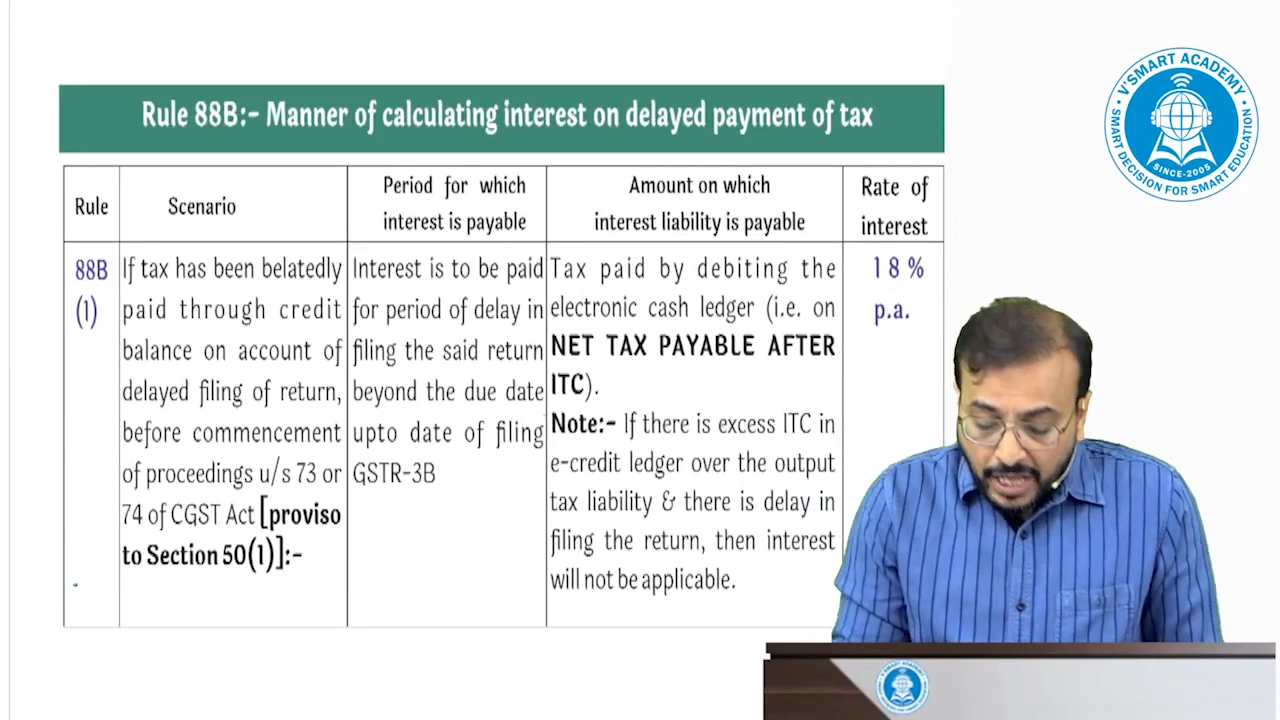 Rule 88B:- Manner of calculating interest on delayed payment of tax
Rule
Scenario
Period for which
interest is payable
Amount on which
interest liability is payable
Rate of
interest
88B
(1)
If tax has been belatedly
paid through credit
balance on account of
delayed filing of return,
before commencement
of proceedings u/s 73 or
74 of CGST Act [proviso
to Section 50(1)]:-
Interest is to be paid
for period of delay in
filing the said return
beyond the due date
upto date of filing
GSTR-3B
Tax paid by debiting the
electronic cash ledger (i.e. on
NET TAX PAYABLE AFTER
ITC).
Note:- If there is excess ITC in
e-credit ledger over the output
tax liability & there is delay in
filing the return, then interest
will not be applicable.
18%
p.a.
V'SMART ACADEMY
SMART DECISION FOR SMART EDUCATION
SINCE-2005